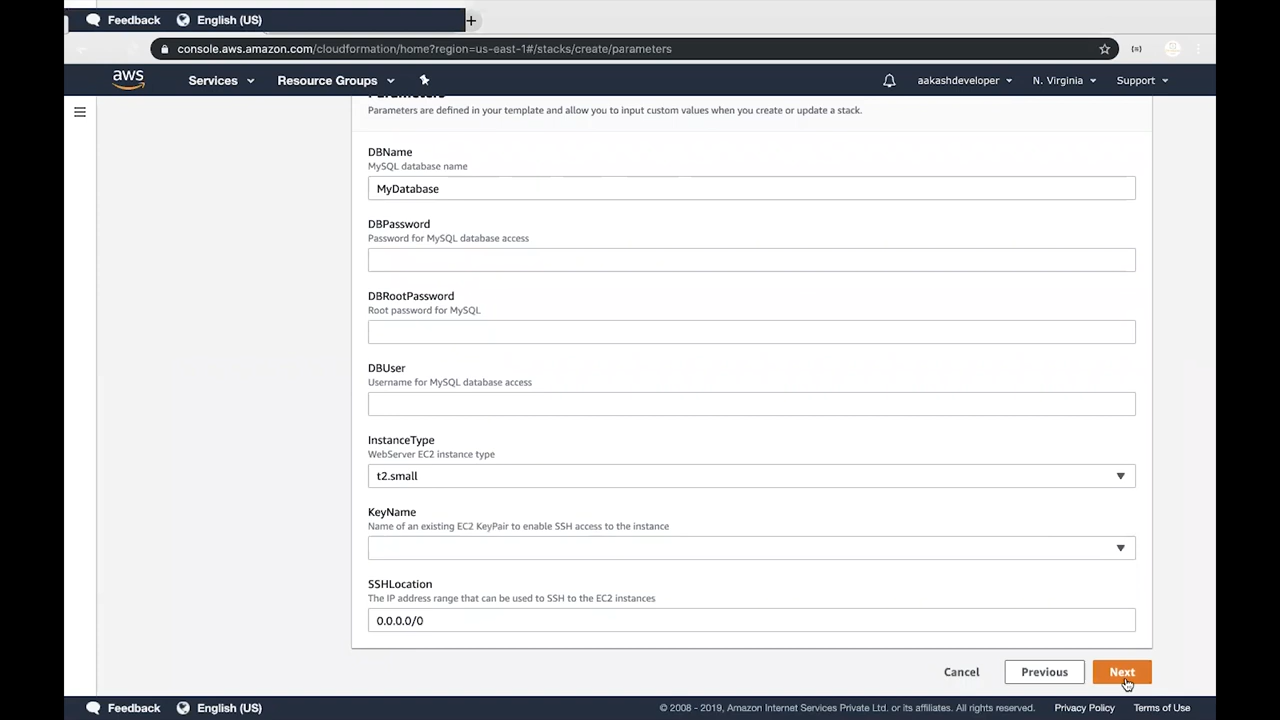 Feedback English (US)
console.aws.amazon.com/cloudformation/home?region=us-east-1#/stacks/create/parameters
aws Services Resource Groups aakashdeveloper N. Virginia Support
Parameters
Parameters are defined in your template and allow you to input custom values when you create or update a stack.
DBName
MySQL database name
MyDatabase
DBPassword
Password for MySQL database access
DBRootPassword
Root password for MySQL
DBUser
Username for MySQL database access
InstanceType
WebServer EC2 instance type
t2.small
KeyName
Name of an existing EC2 KeyPair to enable SSH access to the instance
SSHLocation
The IP address range that can be used to SSH to the EC2 instances
0.0.0.0/0
Cancel Previous Next
Feedback English (US) © 2008 - 2019, Amazon Internet Services Private Ltd. or its affiliates. All rights reserved. Privacy Policy Terms of Use